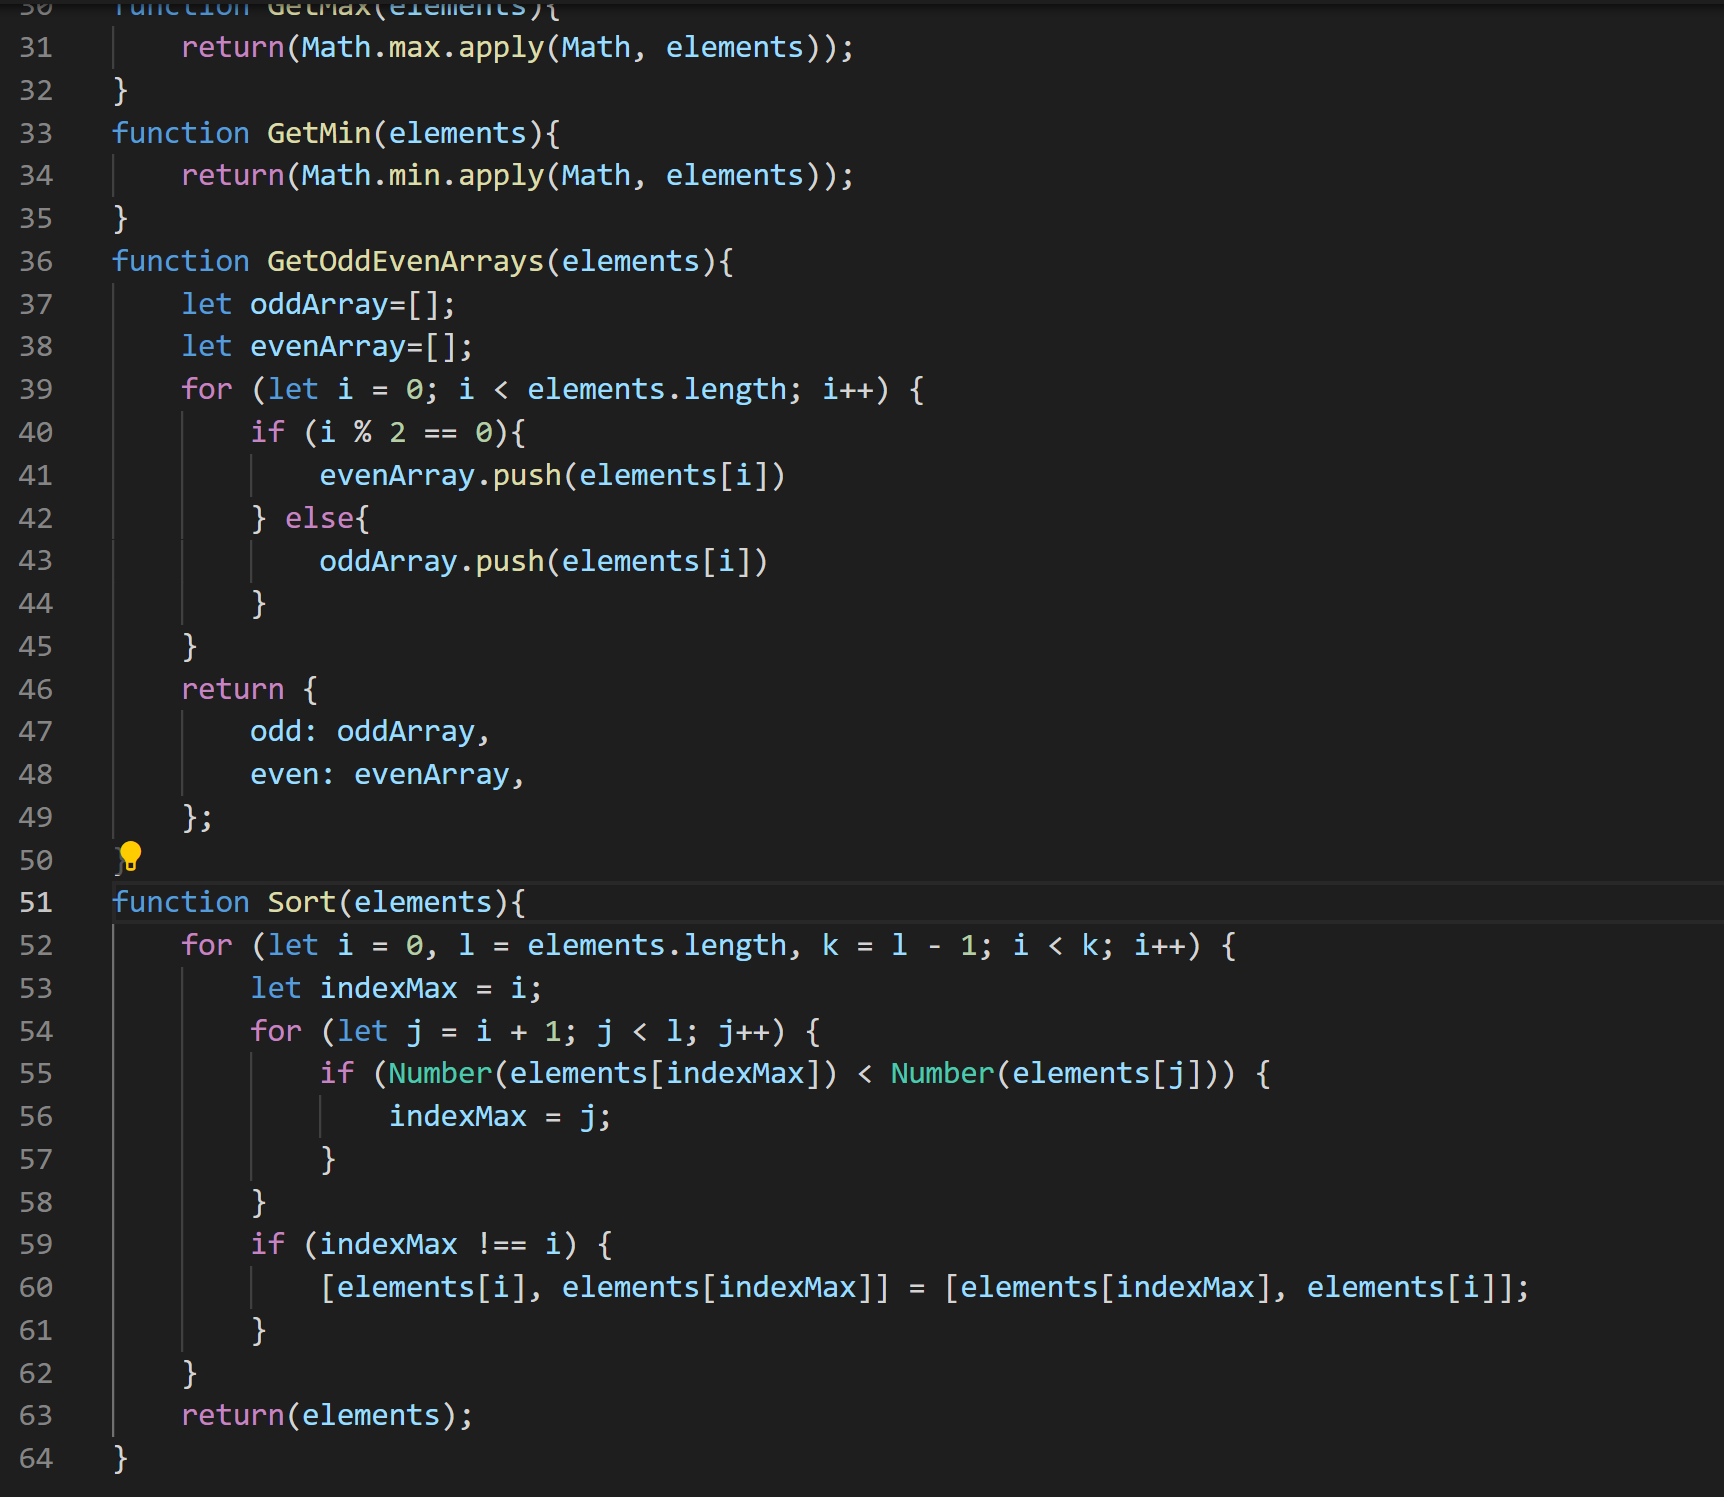 30 function GetMax(elements){
31     return(Math.max.apply(Math, elements));
32 }
33 function GetMin(elements){
34     return(Math.min.apply(Math, elements));
35 }
36 function GetOddEvenArrays(elements){
37     let oddArray=[];
38     let evenArray=[];
39     for (let i = 0; i < elements.length; i++) {
40         if (i % 2 == 0){
41             evenArray.push(elements[i])
42         } else{
43             oddArray.push(elements[i])
44         }
45     }
46     return {
47         odd: oddArray,
48         even: evenArray,
49     };
50 }
51 function Sort(elements){
52     for (let i = 0, l = elements.length, k = l - 1; i < k; i++) {
53         let indexMax = i;
54         for (let j = i + 1; j < l; j++) {
55             if (Number(elements[indexMax]) < Number(elements[j])) {
56                 indexMax = j;
57             }
58         }
59         if (indexMax !== i) {
60             [elements[i], elements[indexMax]] = [elements[indexMax], elements[i]];
61         }
62     }
63     return(elements);
64 }